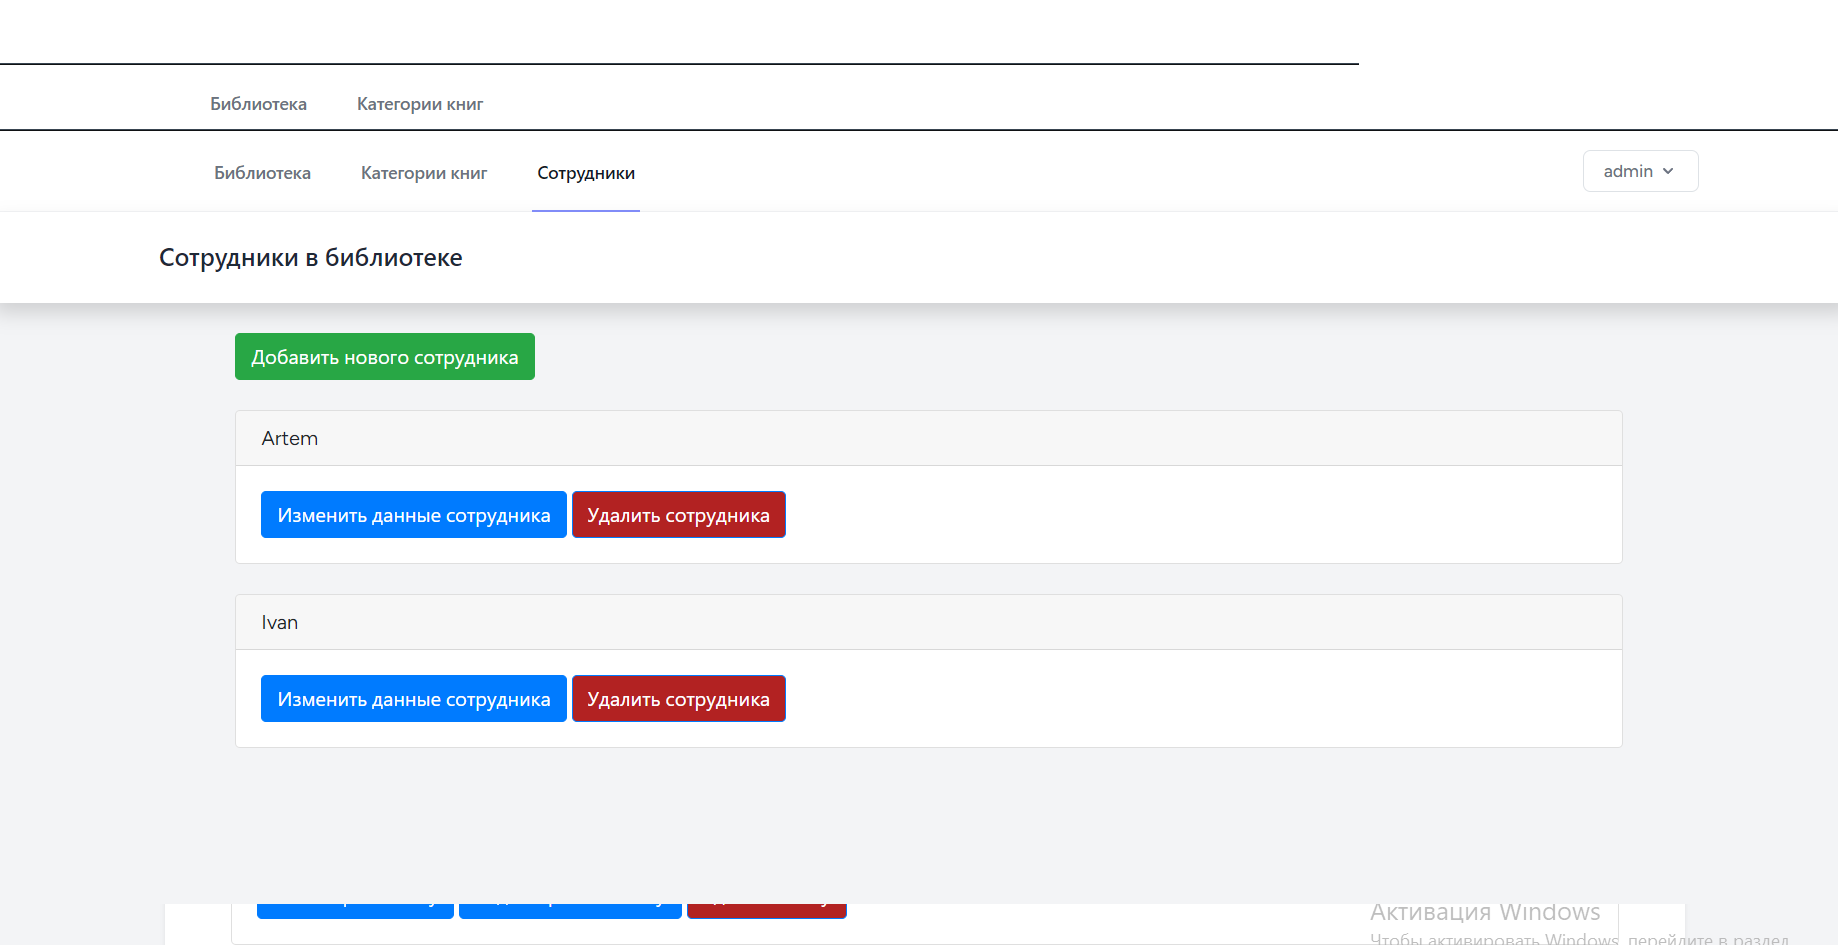 Библиотека Категории книг
Библиотека Категории книг Сотрудники admin
Сотрудники в библиотеке
Добавить нового сотрудника
Artem
Изменить данные сотрудника Удалить сотрудника
Ivan
Изменить данные сотрудника Удалить сотрудника
Активация Windows
Чтобы активировать Windows, перейдите в раздел